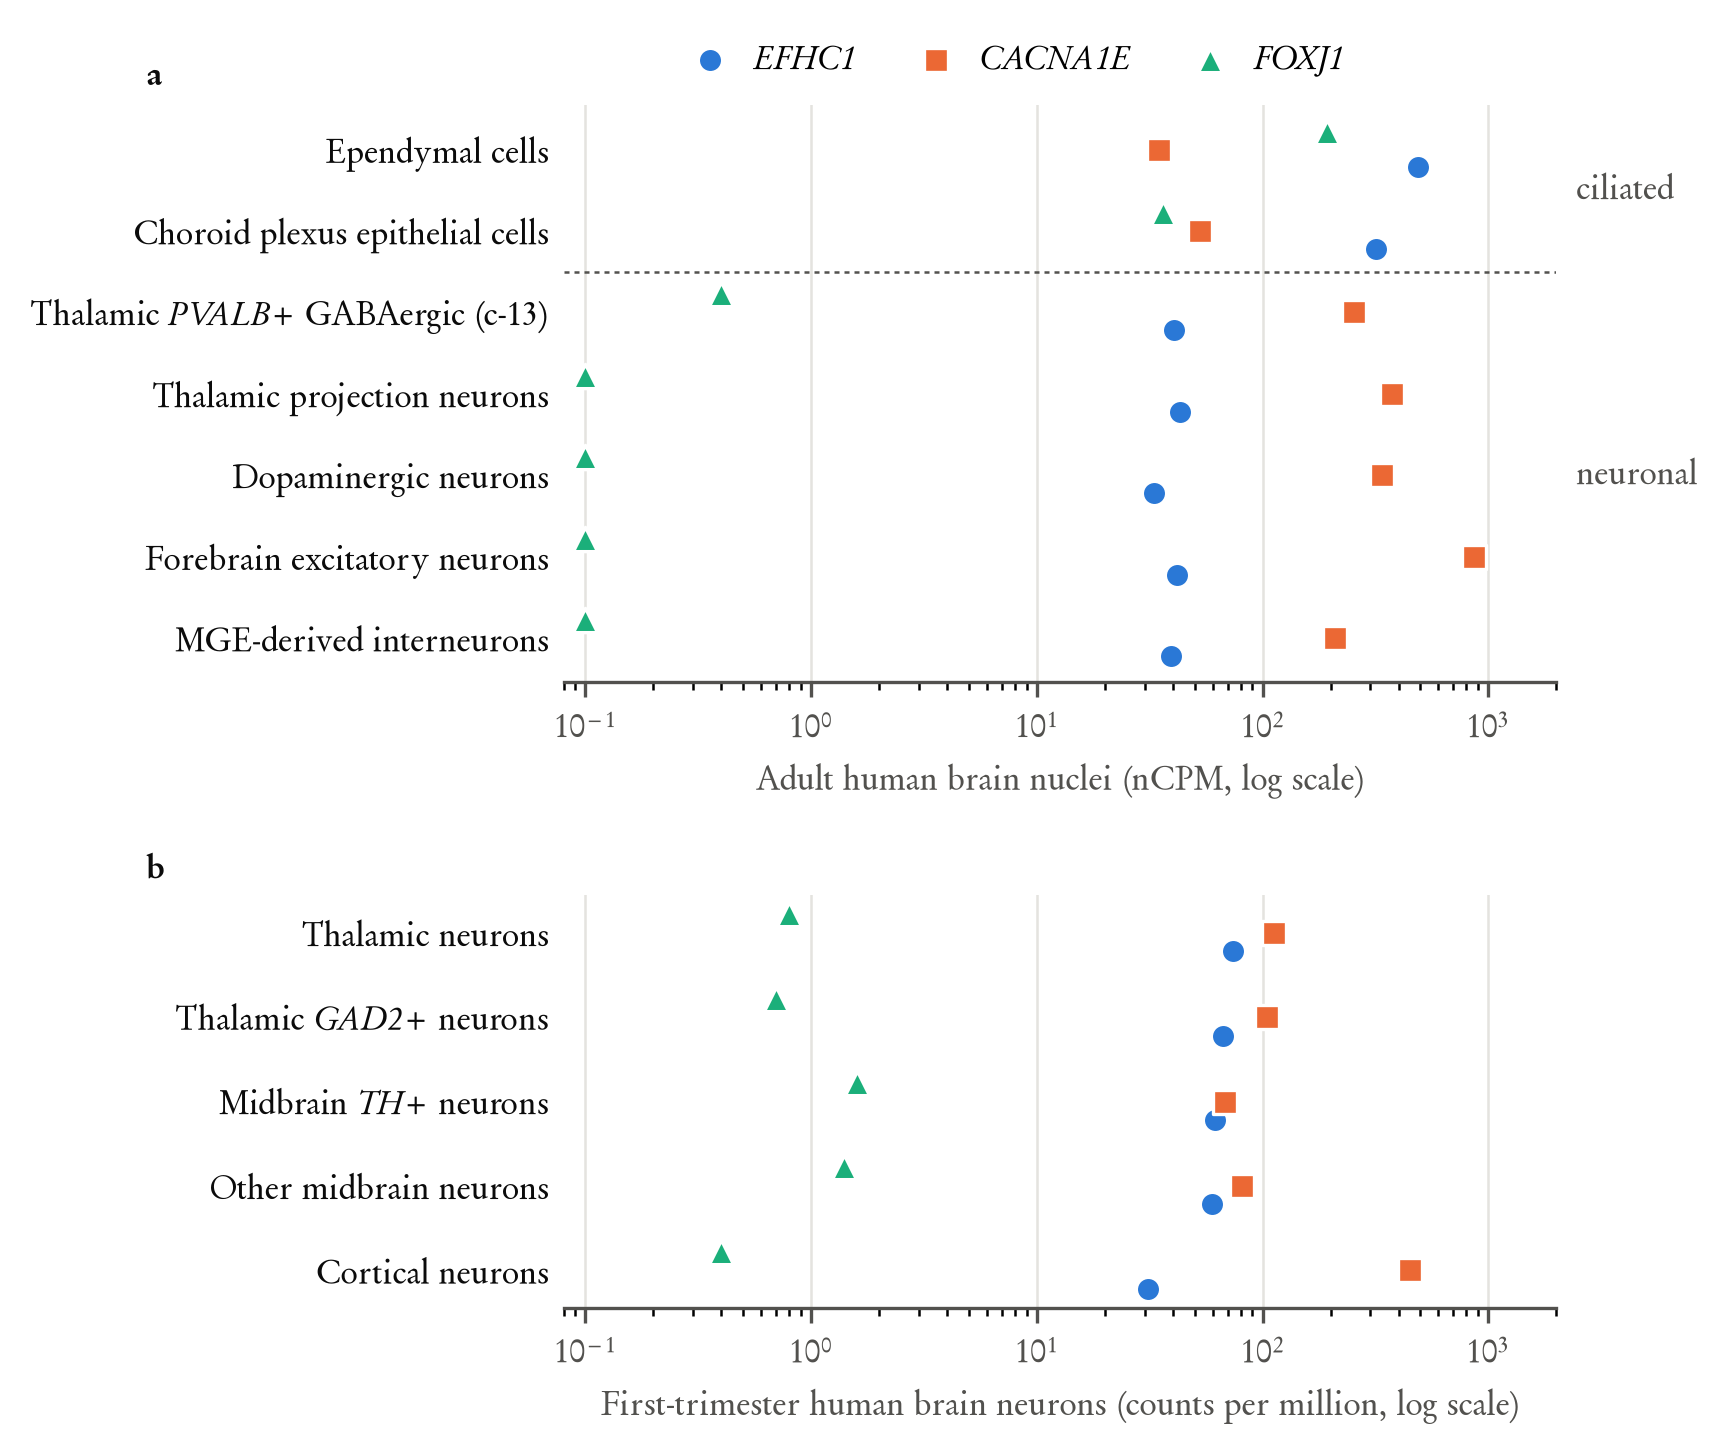 a
EFHC1 CACNA1E FOXJ1
Ependymal cells
ciliated
Choroid plexus epithelial cells
Thalamic PVALB+ GABAergic (c-13)
Thalamic projection neurons
Dopaminergic neurons
neuronal
Forebrain excitatory neurons
MGE-derived interneurons
10⁻¹ 10⁰ 10¹ 10² 10³
Adult human brain nuclei (nCPM, log scale)
b
Thalamic neurons
Thalamic GAD2+ neurons
Midbrain TH+ neurons
Other midbrain neurons
Cortical neurons
10⁻¹ 10⁰ 10¹ 10² 10³
First-trimester human brain neurons (counts per million, log scale)